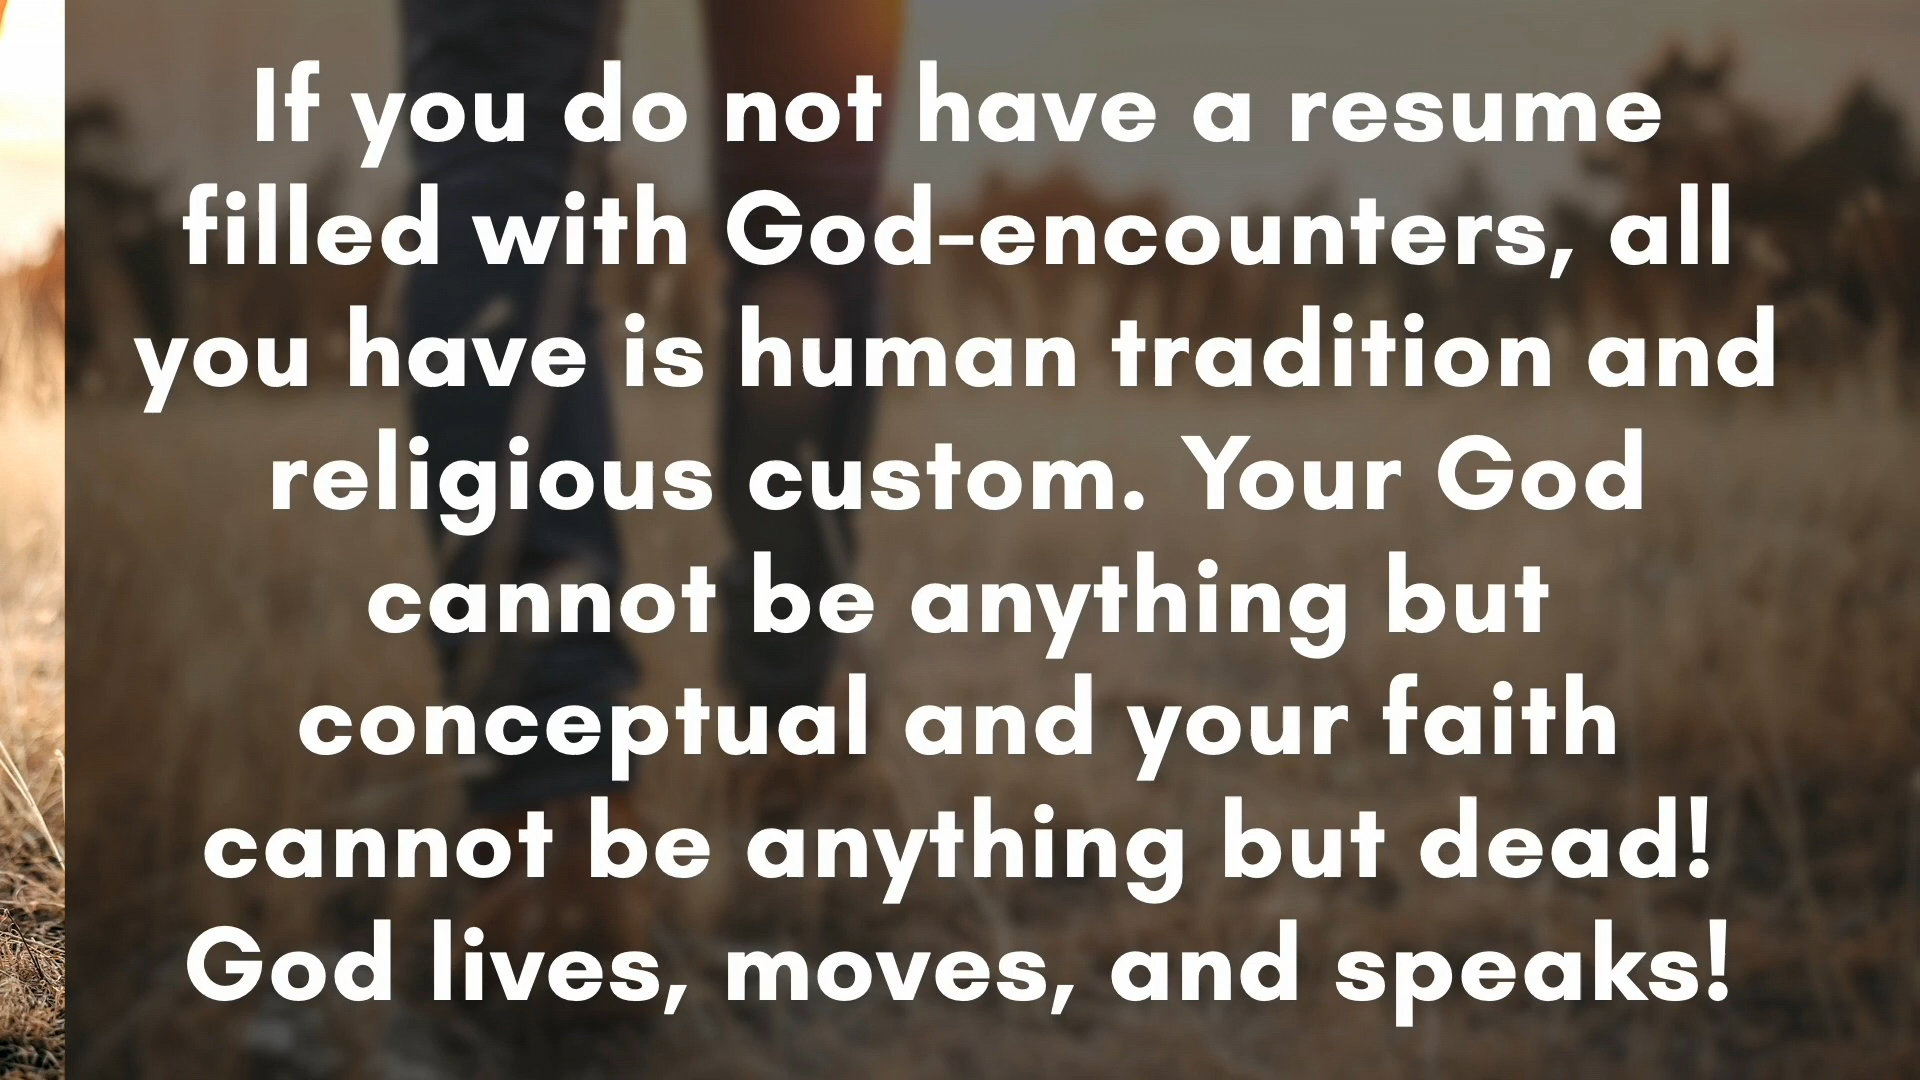 If you do not have a resume
filled with God-encounters, all
you have is human tradition and
religious custom. Your God
cannot be anything but
conceptual and your faith
cannot be anything but dead!
God lives, moves, and speaks!